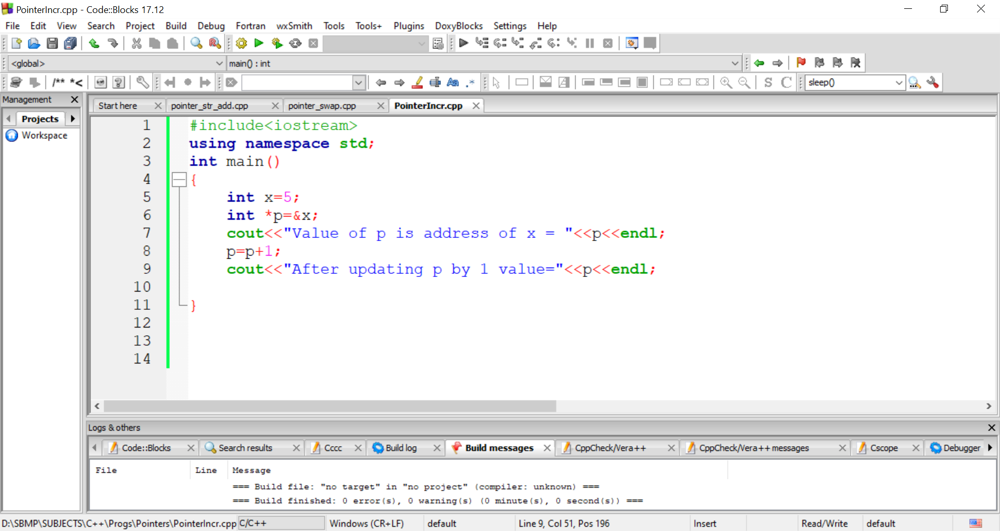 PointerIncr.cpp - Code::Blocks 17.12
File Edit View Search Project Build Debug Fortran wxSmith Tools Tools+ Plugins DoxyBlocks Settings Help
<global> main() : int
/** *< Aa .* S C sleep()
Management
Start here pointer_str_add.cpp pointer_swap.cpp PointerIncr.cpp
Projects
Workspace
1 #include<iostream>
2 using namespace std;
3 int main()
4 {
5 int x=5;
6 int *p=&x;
7 cout<<"Value of p is address of x = "<<p<<endl;
8 p=p+1;
9 cout<<"After updating p by 1 value="<<p<<endl;
10
11 }
12
13
14
Logs & others
Code::Blocks Search results Cccc Build log Build messages CppCheck/Vera++ CppCheck/Vera++ messages Cscope Debugger
File Line Message
=== Build file: "no target" in "no project" (compiler: unknown) ===
=== Build finished: 0 error(s), 0 warning(s) (0 minute(s), 0 second(s)) ===
D:\SBMP\SUBJECTS\C++\Progs\Pointers\PointerIncr.cpp C/C++ Windows (CR+LF) default Line 9, Col 51, Pos 196 Insert Read/Write default